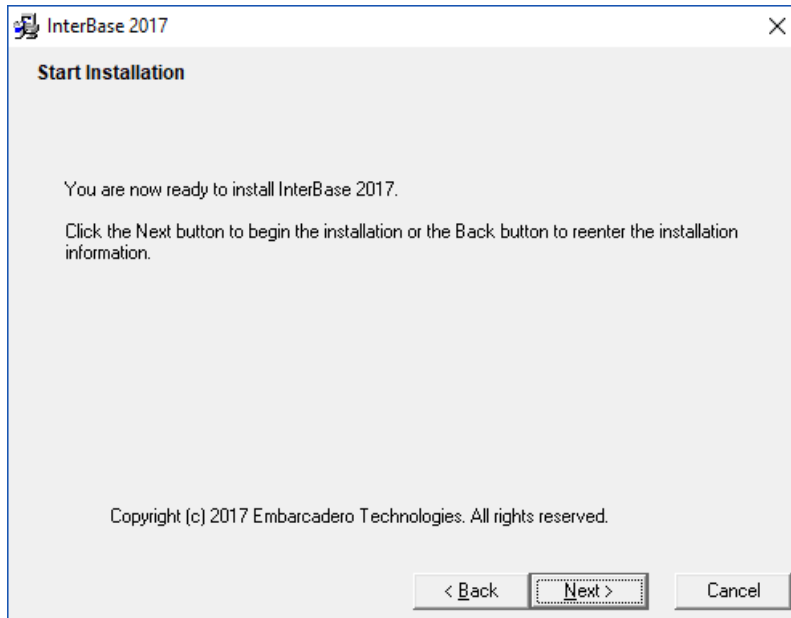 InterBase 2017
Start Installation
You are now ready to install InterBase 2017.
Click the Next button to begin the installation or the Back button to reenter the installation
information.
Copyright (c) 2017 Embarcadero Technologies. All rights reserved.
< Back
Next >
Cancel